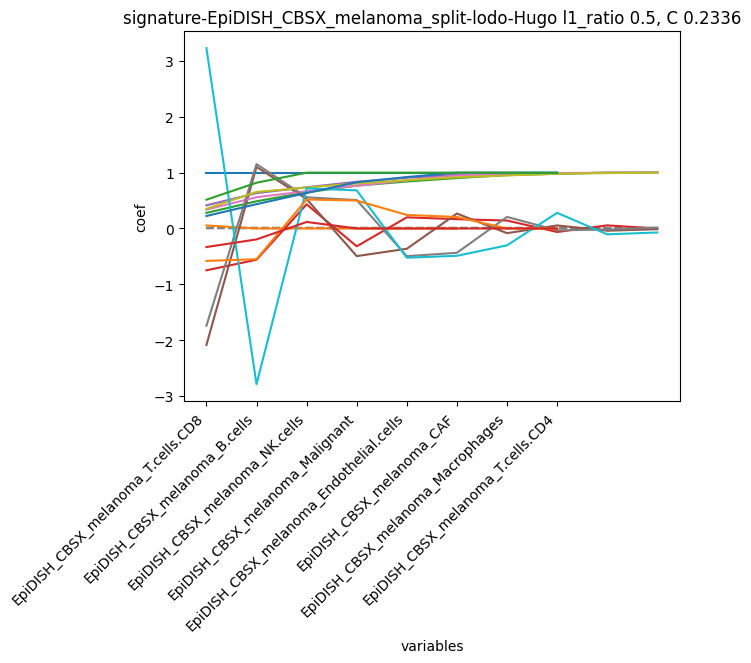 signature-EpiDISH_CBSX_melanoma_split-lodo-Hugo l1_ratio 0.5, C 0.2336
3
2
1
0
−1
−2
−3
coef
EpiDISH_CBSX_melanoma_T.cells.CD8
EpiDISH_CBSX_melanoma_B.cells
EpiDISH_CBSX_melanoma_NK.cells
EpiDISH_CBSX_melanoma_Malignant
EpiDISH_CBSX_melanoma_Endothelial.cells
EpiDISH_CBSX_melanoma_CAF
EpiDISH_CBSX_melanoma_Macrophages
EpiDISH_CBSX_melanoma_T.cells.CD4
variables